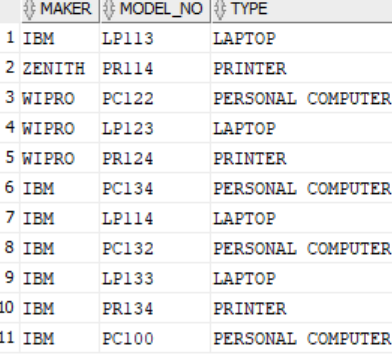 MAKER MODEL_NO TYPE
1 IBM LP113 LAPTOP
2 ZENITH PR114 PRINTER
3 WIPRO PC122 PERSONAL COMPUTER
4 WIPRO LP123 LAPTOP
5 WIPRO PR124 PRINTER
6 IBM PC134 PERSONAL COMPUTER
7 IBM LP114 LAPTOP
8 IBM PC132 PERSONAL COMPUTER
9 IBM LP133 LAPTOP
10 IBM PR134 PRINTER
11 IBM PC100 PERSONAL COMPUTER